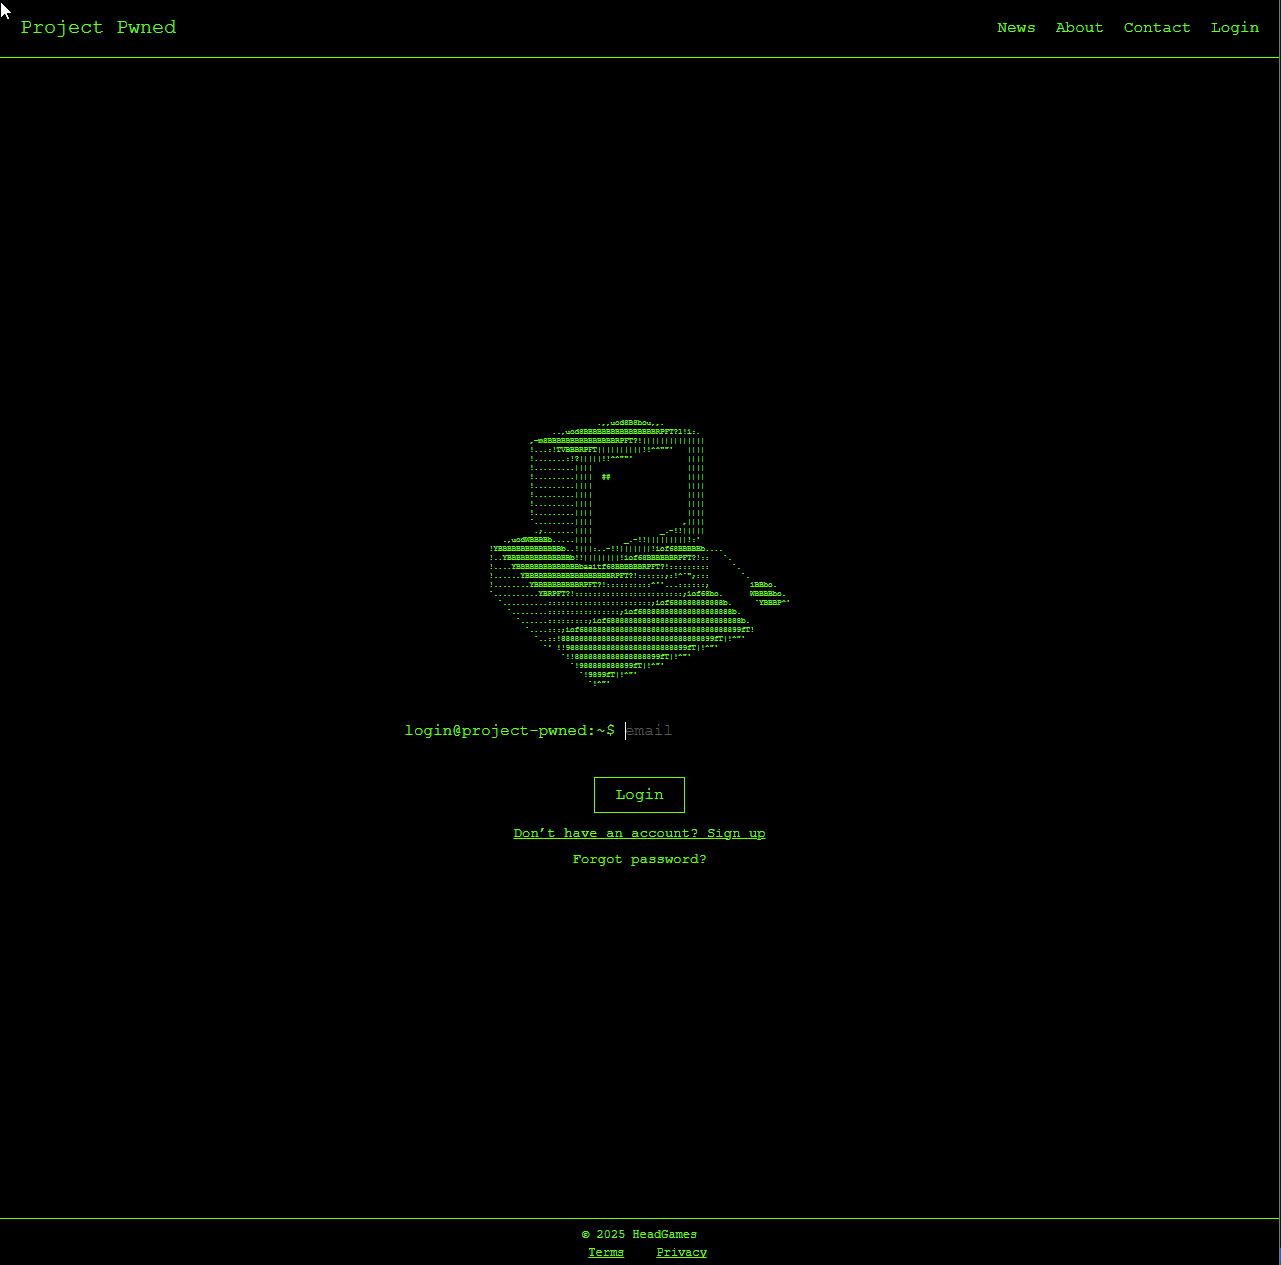 Project Pwned
News About Contact Login
login@project-pwned:~$ email
Login
Don't have an account? Sign up
Forgot password?
© 2025 HeadGames
Terms Privacy